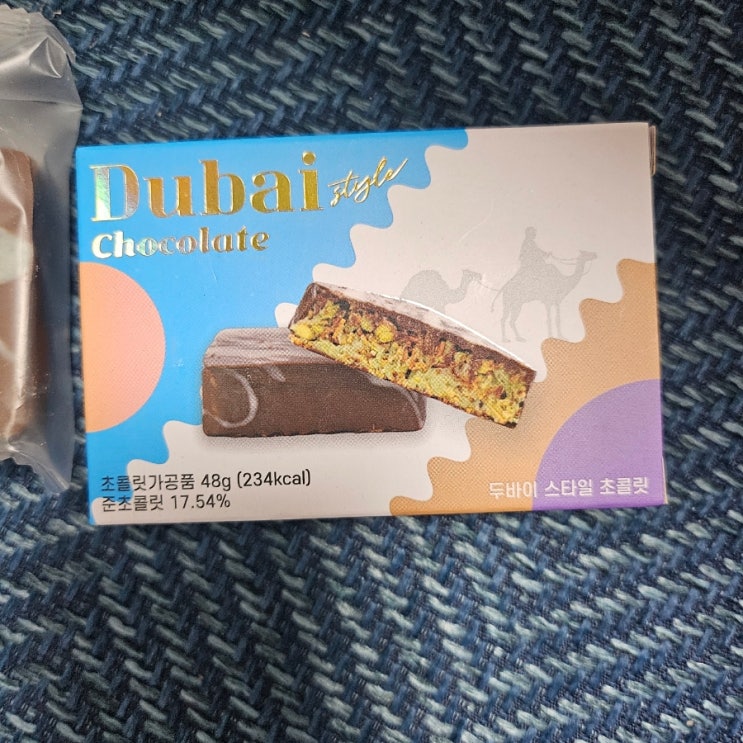 Dubai style
Chocolate
초콜릿가공품 48g (234kcal)
준초콜릿 17.54%
두바이 스타일 초콜릿